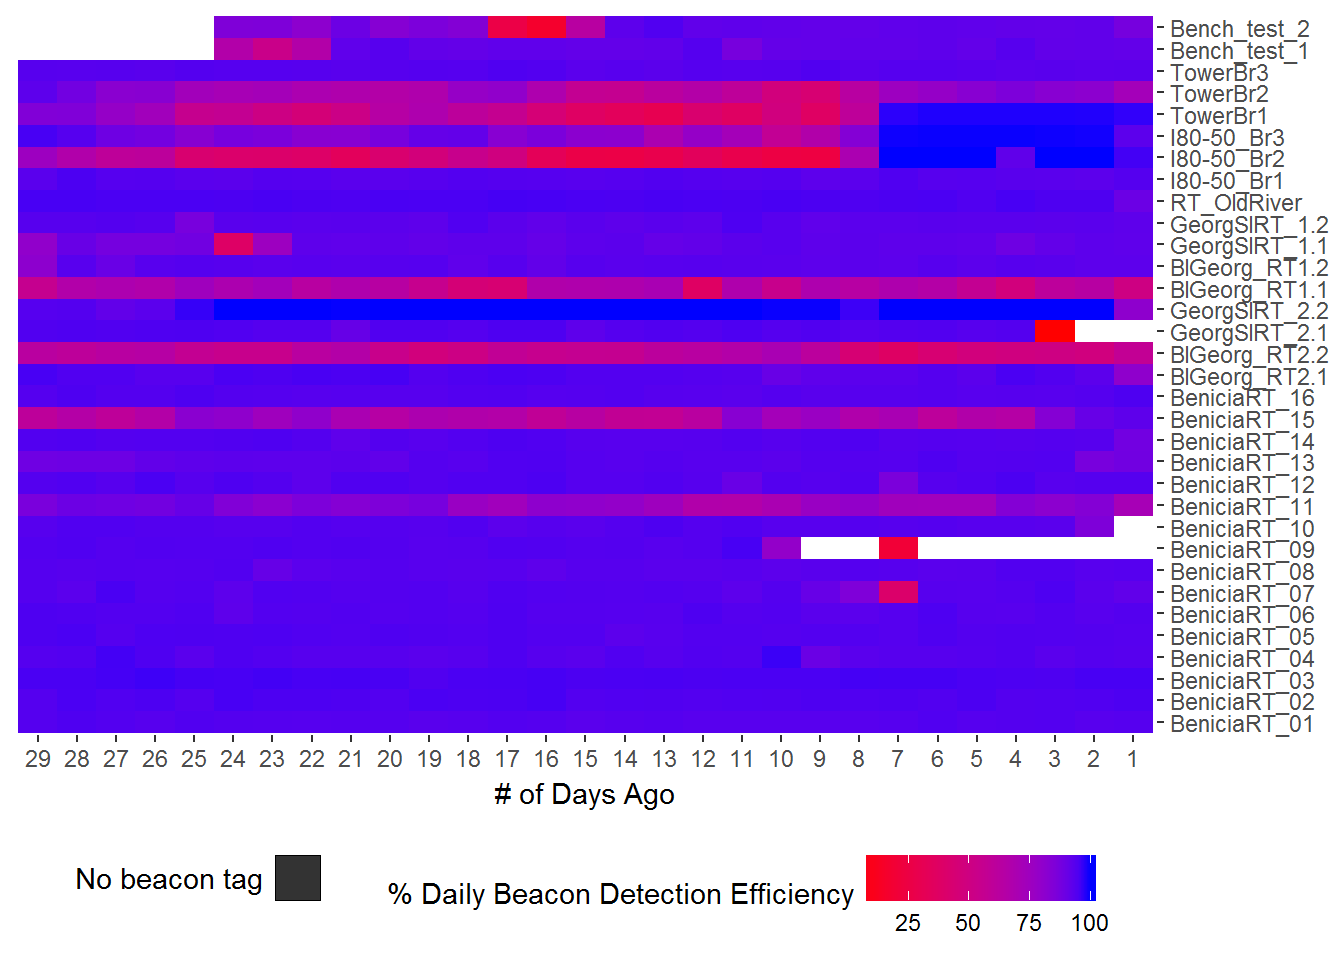 Bench_test_2
Bench_test_1
TowerBr3
TowerBr2
TowerBr1
I80-50_Br3
I80-50_Br2
I80-50_Br1
RT_OldRiver
GeorgSlRT_1.2
GeorgSlRT_1.1
BlGeorg_RT1.2
BlGeorg_RT1.1
GeorgSlRT_2.2
GeorgSlRT_2.1
BlGeorg_RT2.2
BlGeorg_RT2.1
BeniciaRT_16
BeniciaRT_15
BeniciaRT_14
BeniciaRT_13
BeniciaRT_12
BeniciaRT_11
BeniciaRT_10
BeniciaRT_09
BeniciaRT_08
BeniciaRT_07
BeniciaRT_06
BeniciaRT_05
BeniciaRT_04
BeniciaRT_03
BeniciaRT_02
BeniciaRT_01
29 28 27 26 25 24 23 22 21 20 19 18 17 16 15 14 13 12 11 10 9 8 7 6 5 4 3 2 1
# of Days Ago
No beacon tag
% Daily Beacon Detection Efficiency
25 50 75 100